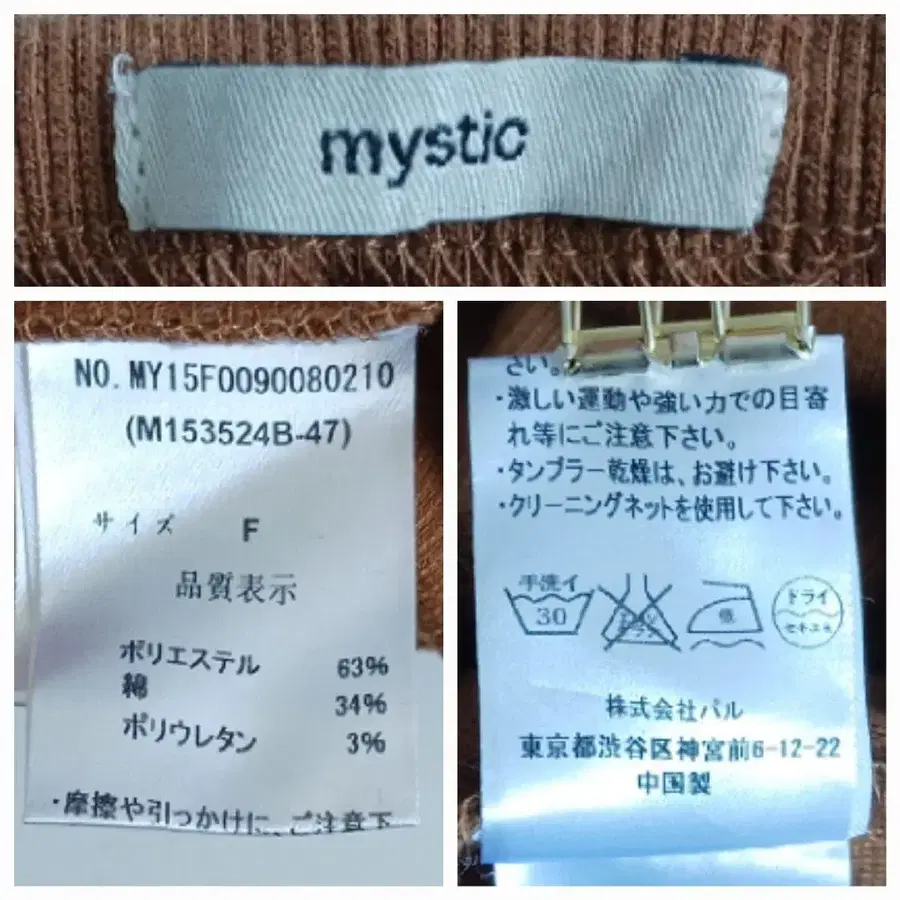 mystic
NO. MY15F0090080210
(M153524B-47)
サイズ F
品質表示
ポリエステル 63%
綿 34%
ポリウレタン 3%
・摩擦や引っかけに、ご注意下
さい。
・激しい運動や強い力での目寄
れ等にご注意下さい。
・タンブラー乾燥は、お避け下さい。
・クリーニングネットを使用して下さい。
手洗イ
30
エンソ
サラシ
低
ドライ
セキユ系
株式会社パル
東京都渋谷区神宮前6-12-22
中国製